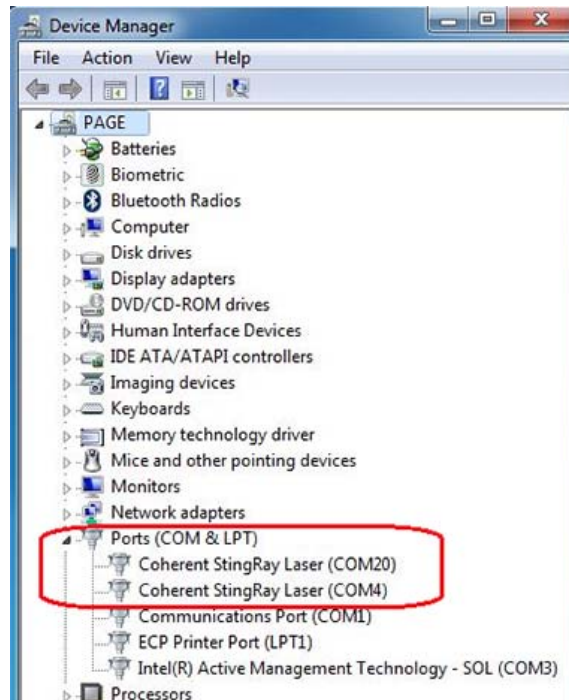 Device Manager
File Action View Help
PAGE
Batteries
Biometric
Bluetooth Radios
Computer
Disk drives
Display adapters
DVD/CD-ROM drives
Human Interface Devices
IDE ATA/ATAPI controllers
Imaging devices
Keyboards
Memory technology driver
Mice and other pointing devices
Monitors
Network adapters
Ports (COM & LPT)
Coherent StingRay Laser (COM20)
Coherent StingRay Laser (COM4)
Communications Port (COM1)
ECP Printer Port (LPT1)
Intel(R) Active Management Technology - SOL (COM3)
Processors